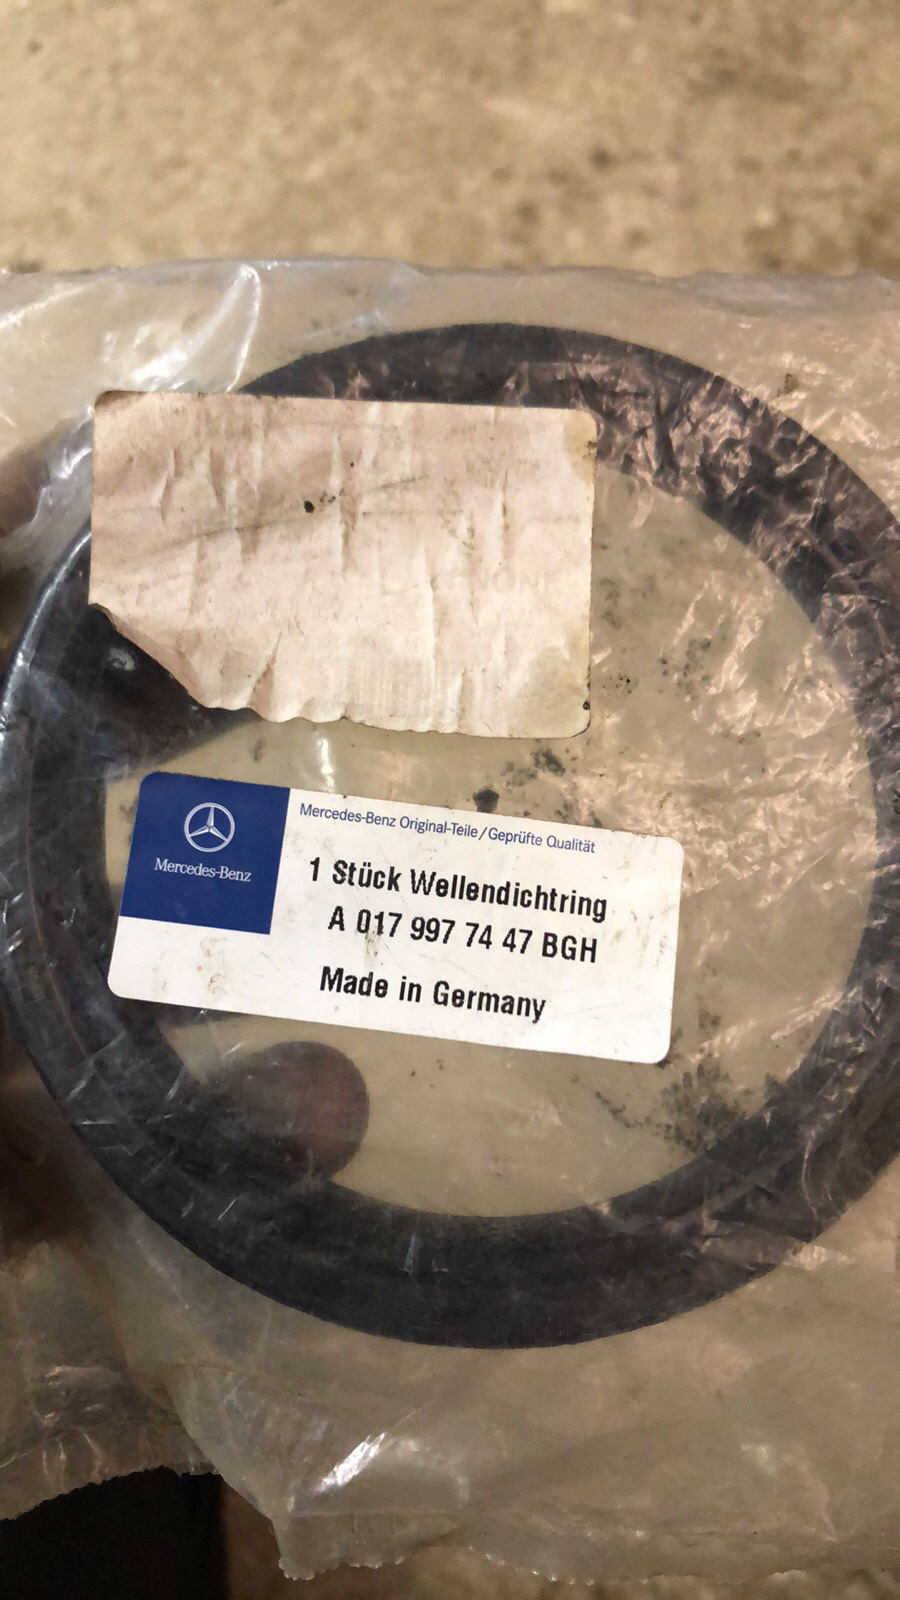 Mercedes-Benz
Mercedes-Benz Original-Teile/Geprüfte Qualität
1 Stück Wellendichtring
A 017 997 74 47 BGH
Made in Germany